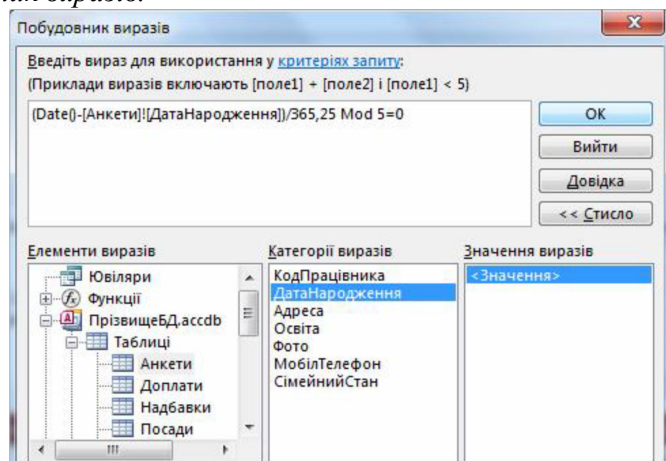 Побудовник виразів
Введіть вираз для використання у критеріях запиту:
(Приклади виразів включають [поле1] + [поле2] і [поле1] < 5)
(Date()-[Анкети]![ДатаНародження])/365,25 Mod 5=0
ОК
Вийти
Довідка
<< Стисло
Елементи виразів
Категорії виразів
Значення виразів
Ювіляри
Функції
ПрізвищеБД.accdb
Таблиці
Анкети
Доплати
Надбавки
Посади
КодПрацівника
ДатаНародження
Адреса
Освіта
Фото
МобілТелефон
СімейнийСтан
<Значення>